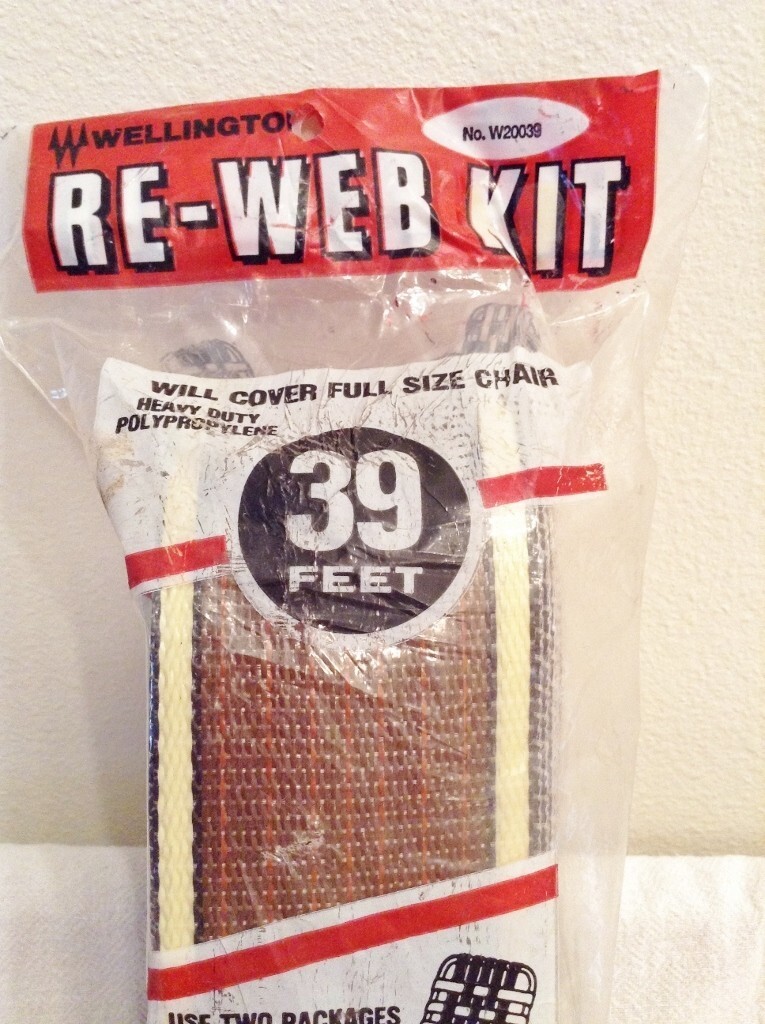 WELLINGTON
No. W20039
RE-WEB KIT
WILL COVER FULL SIZE CHAIR
HEAVY DUTY
POLYPROPYLENE
39
FEET
USE TWO PACKAGES